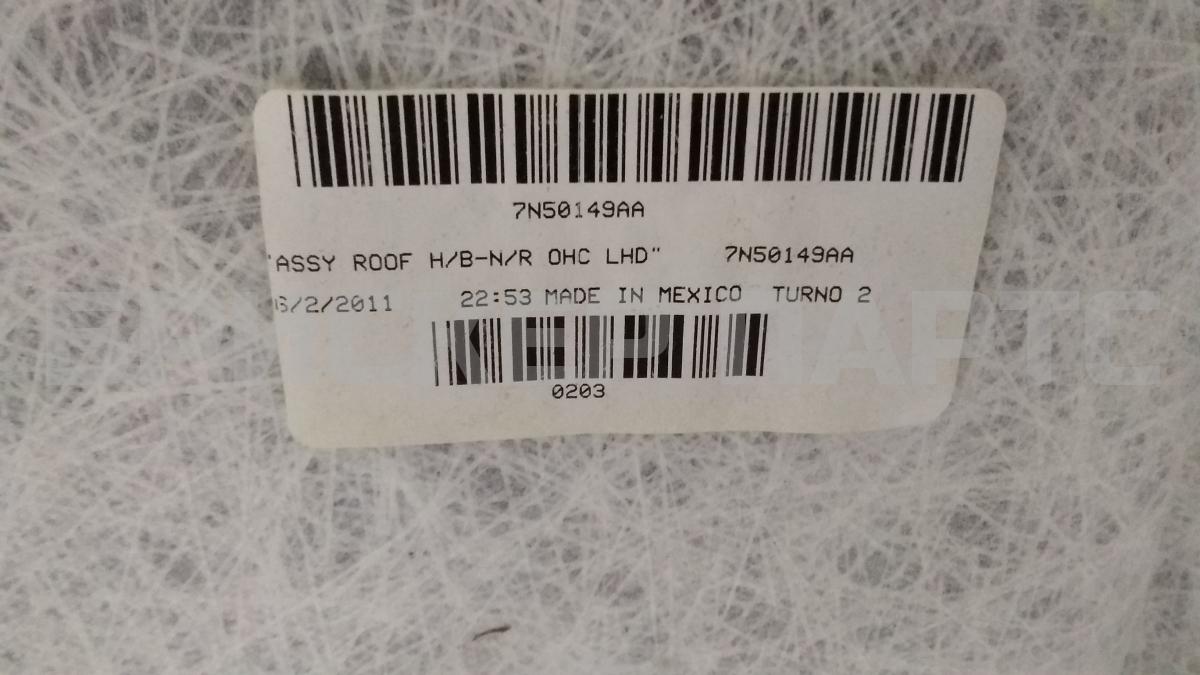 7N50149AA
"ASSY ROOF H/B-N/R OHC LHD" 7N50149AA
6/2/2011 22:53 MADE IN MEXICO TURNO 2
0203